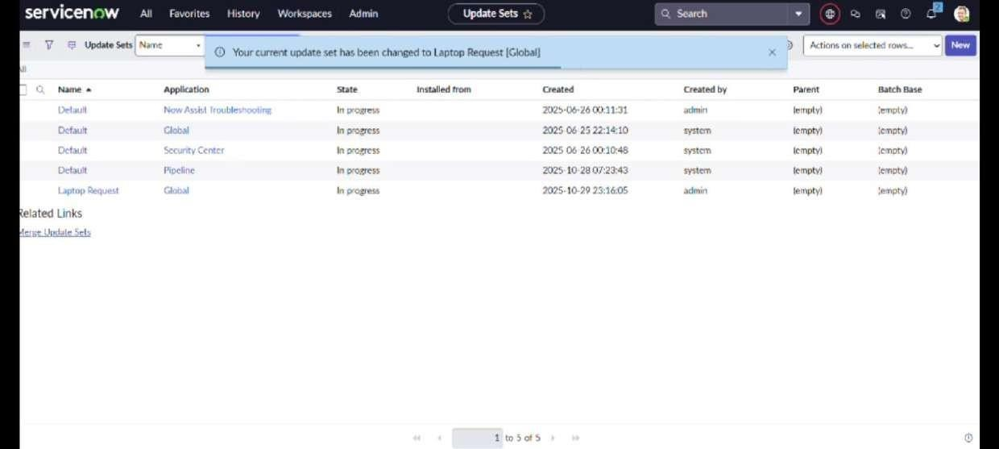 servicenow All Favorites History Workspaces Admin Update Sets Search 2
Update Sets Name Your current update set has been changed to Laptop Request [Global] Actions on selected rows... New
All
Name Application State Installed from Created Created by Parent Batch Base
Default Now Assist Troubleshooting In progress 2025-06-26 00:11:31 admin (empty) (empty)
Default Global In progress 2025-06-25 22:14:10 system (empty) (empty)
Default Security Center In progress 2025-06-26 00:10:48 system (empty) (empty)
Default Pipeline In progress 2025-10-28 07:23:43 system (empty) (empty)
Laptop Request Global In progress 2025-10-29 23:16:05 admin (empty) (empty)
Related Links
Merge Update Sets
1 to 5 of 5